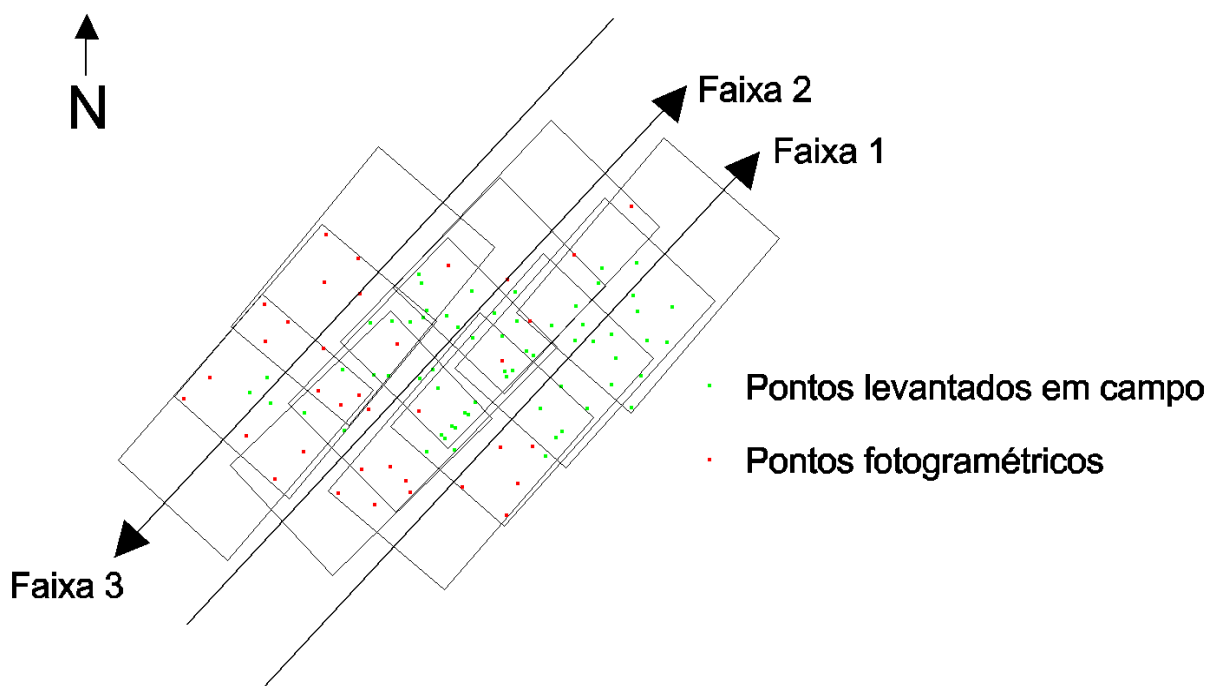 N
Faixa 2
Faixa 1
Pontos levantados em campo
Pontos fotogramétricos
Faixa 3